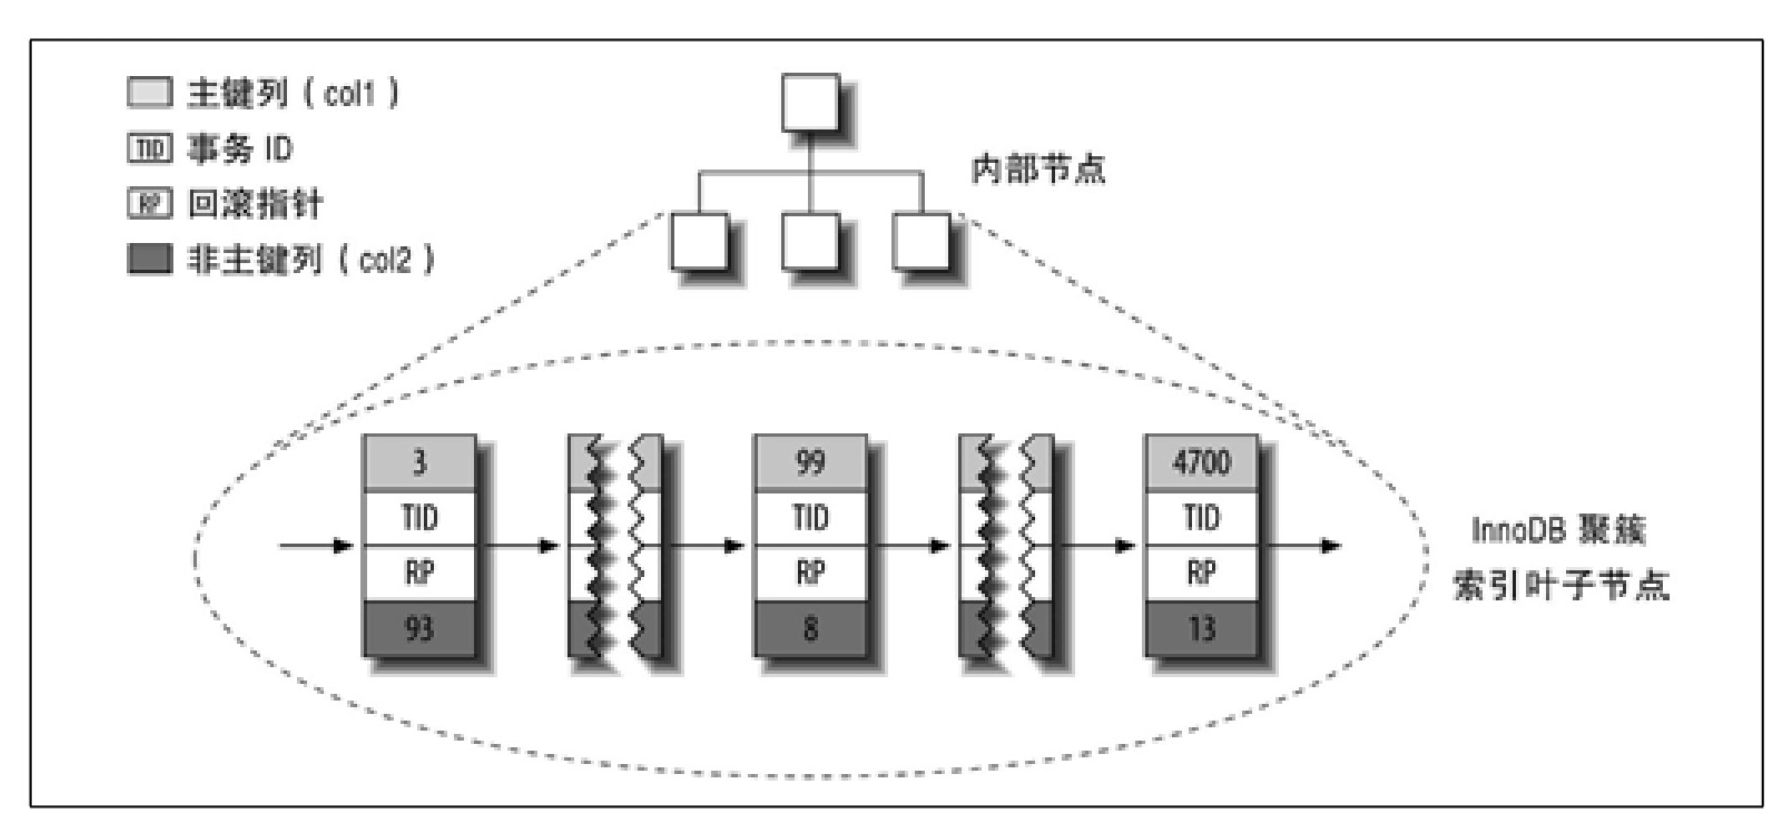 主键列（col1）
TID 事务 ID
RP 回滚指针
非主键列（col2）
内部节点
3 99 4700
TID TID TID
RP RP RP
93 8 13
InnoDB 聚簇
索引叶子节点